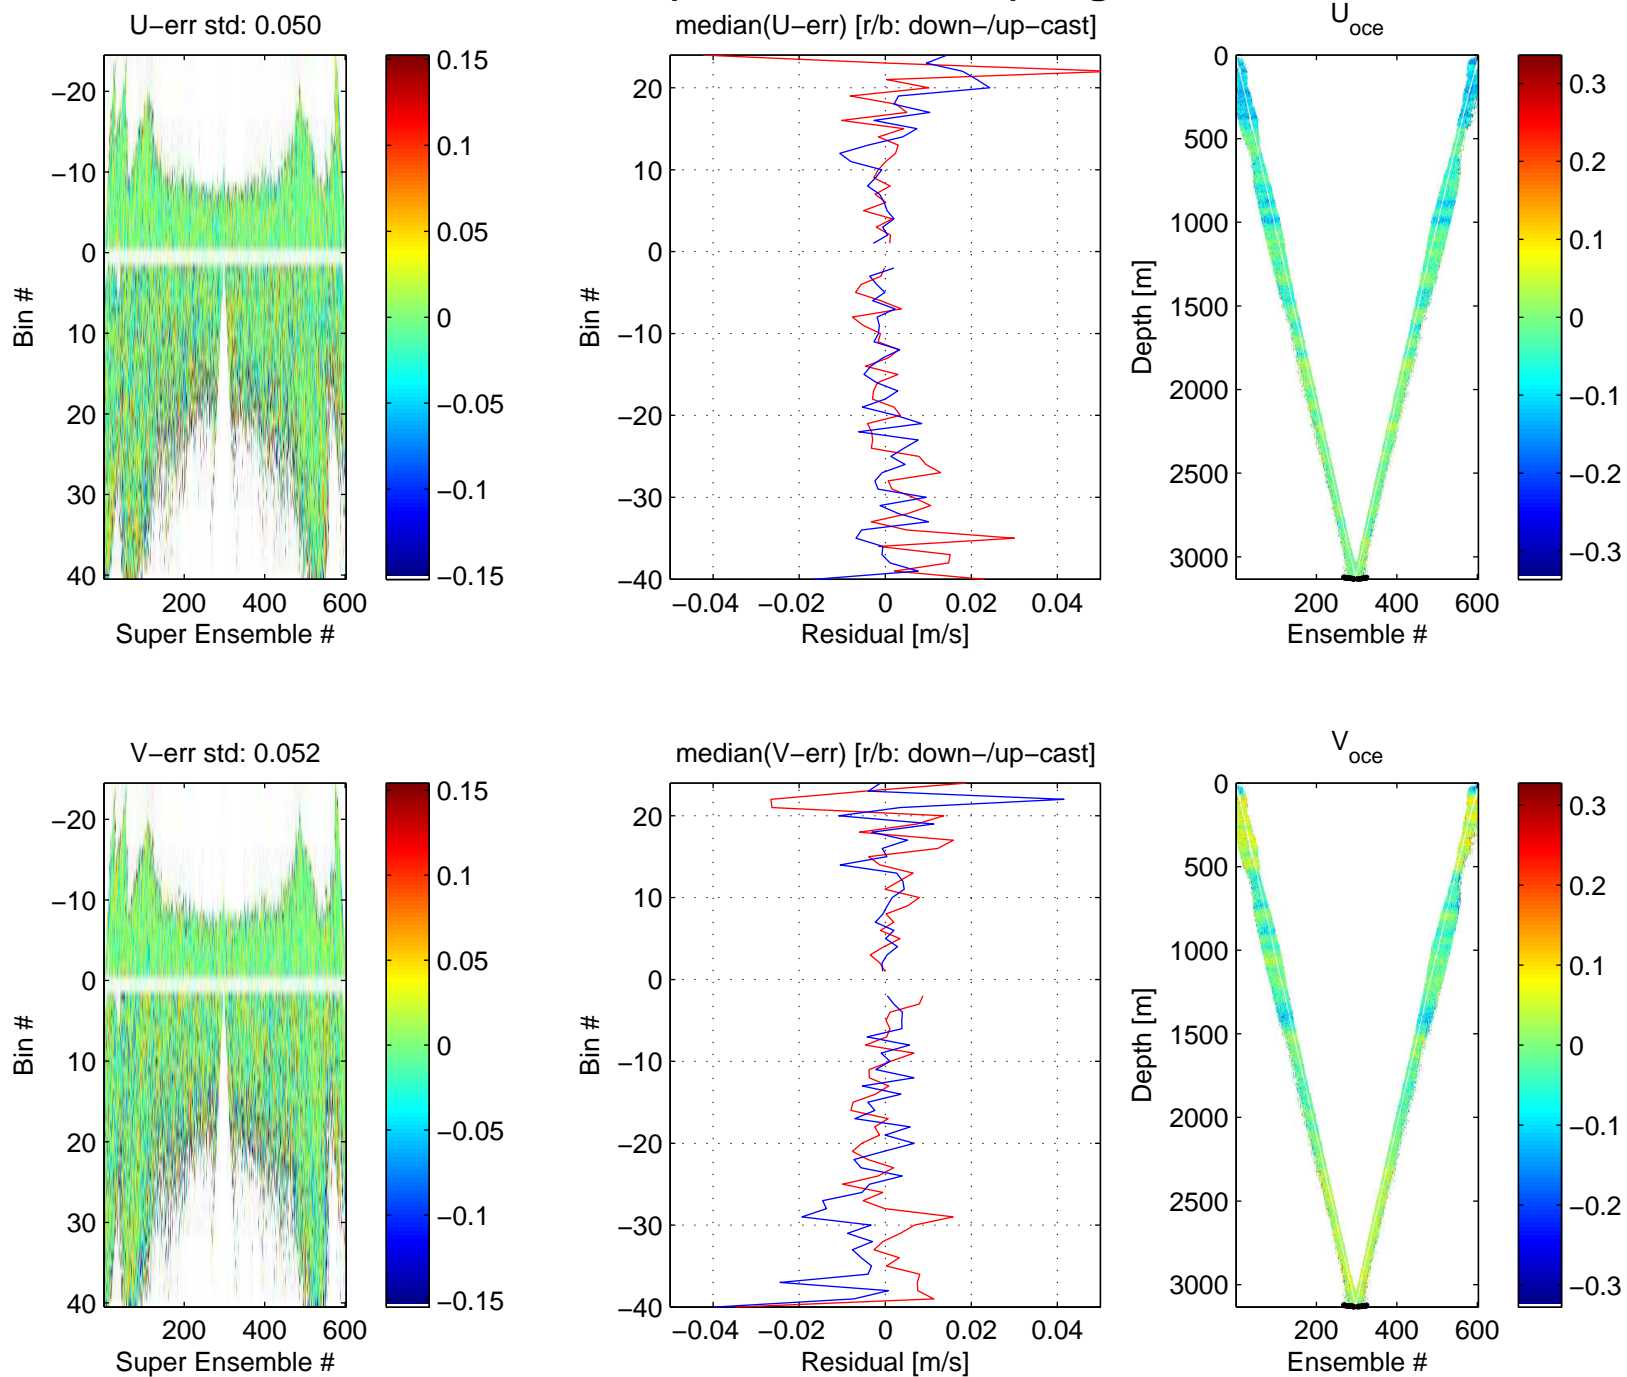 U−err std: 0.050
−20
−10
0
10
20
30
40
Bin #
200 400 600
Super Ensemble #
0.15
0.1
0.05
0
−0.05
−0.1
−0.15
median(U−err) [r/b: down−/up−cast]
20
10
0
−10
−20
−30
−40
Bin #
−0.04 −0.02 0 0.02 0.04
Residual [m/s]
Uoce
0
500
1000
1500
2000
2500
3000
Depth [m]
200 400 600
Ensemble #
0.3
0.2
0.1
0
−0.1
−0.2
−0.3
V−err std: 0.052
−20
−10
0
10
20
30
40
Bin #
200 400 600
Super Ensemble #
0.15
0.1
0.05
0
−0.05
−0.1
−0.15
median(V−err) [r/b: down−/up−cast]
20
10
0
−10
−20
−30
−40
Bin #
−0.04 −0.02 0 0.02 0.04
Residual [m/s]
Voce
0
500
1000
1500
2000
2500
3000
Depth [m]
200 400 600
Ensemble #
0.3
0.2
0.1
0
−0.1
−0.2
−0.3